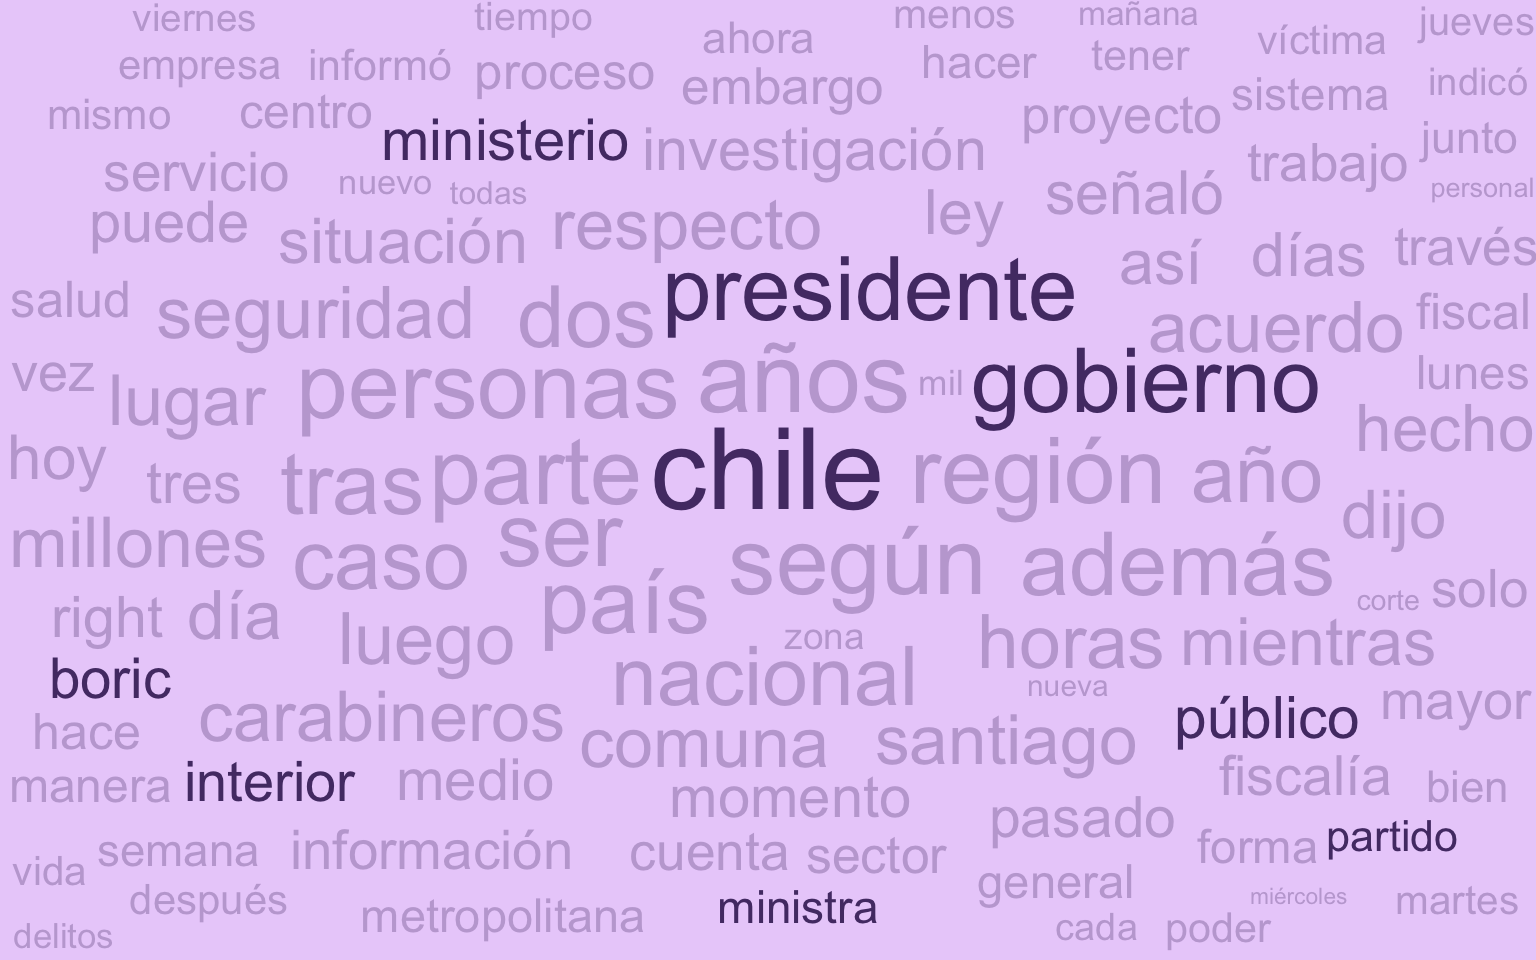 viernes tiempo menos mañana jueves
empresa informó proceso ahora hacer tener víctima
mismo centro embargo proyecto sistema indicó
ministerio investigación trabajo junto
servicio nuevo todas señaló personal
puede situación respecto ley así días través
salud seguridad dos presidente acuerdo fiscal
vez lugar personas años mil gobierno lunes
hoy tres tras parte chile región año hecho
millones caso ser según además dijo
right día luego país zona horas mientras corte solo
boric nacional nueva
hace carabineros comuna santiago público mayor
manera interior medio momento fiscalía bien
vida semana información cuenta sector pasado forma partido
después metropolitana ministra general miércoles martes
delitos cada poder